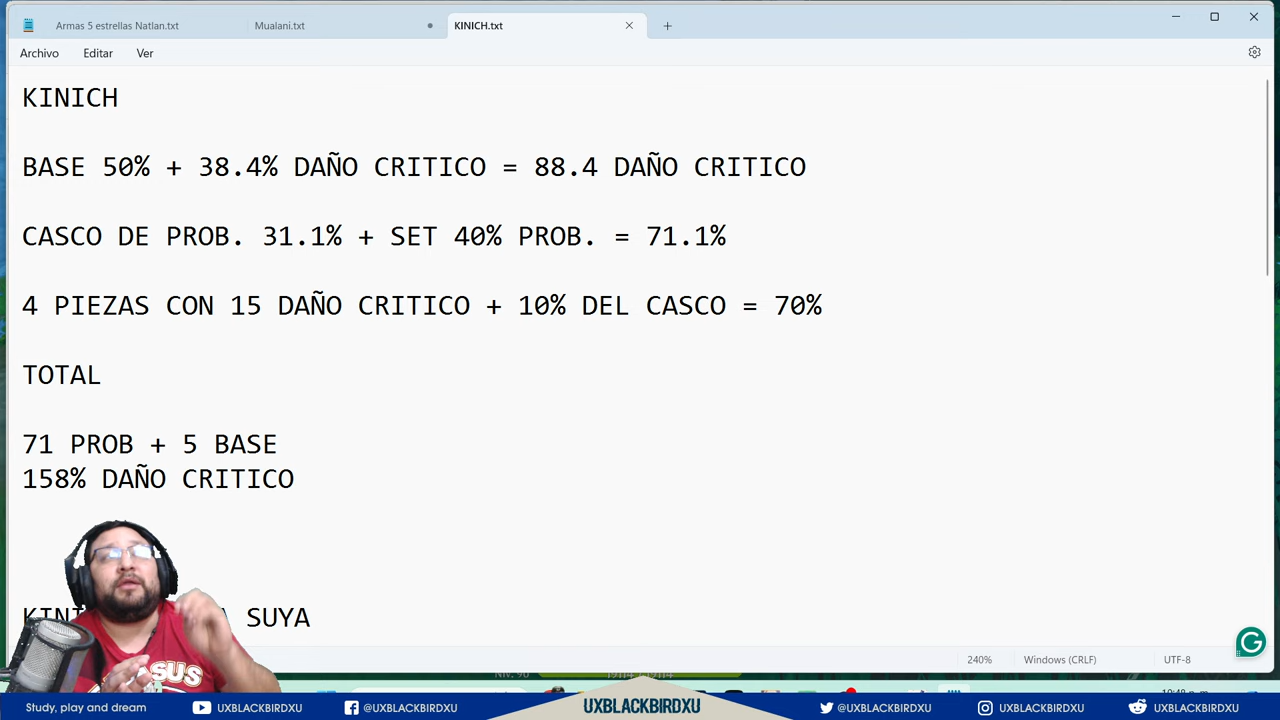 Armas 5 estrellas Natlan.txt
Mualani.txt
KINICH.txt
Archivo Editar Ver
KINICH
BASE 50% + 38.4% DAÑO CRITICO = 88.4 DAÑO CRITICO
CASCO DE PROB. 31.1% + SET 40% PROB. = 71.1%
4 PIEZAS CON 15 DAÑO CRITICO + 10% DEL CASCO = 70%
TOTAL
71 PROB + 5 BASE
158% DAÑO CRITICO
SUYA
240% Windows (CRLF) UTF-8
Study, play and dream UXBLACKBIRDXU @UXBLACKBIRDXU UXBLACKBIRDXU @UXBLACKBIRDXU UXBLACKBIRDXU UXBLACKBIRDXU